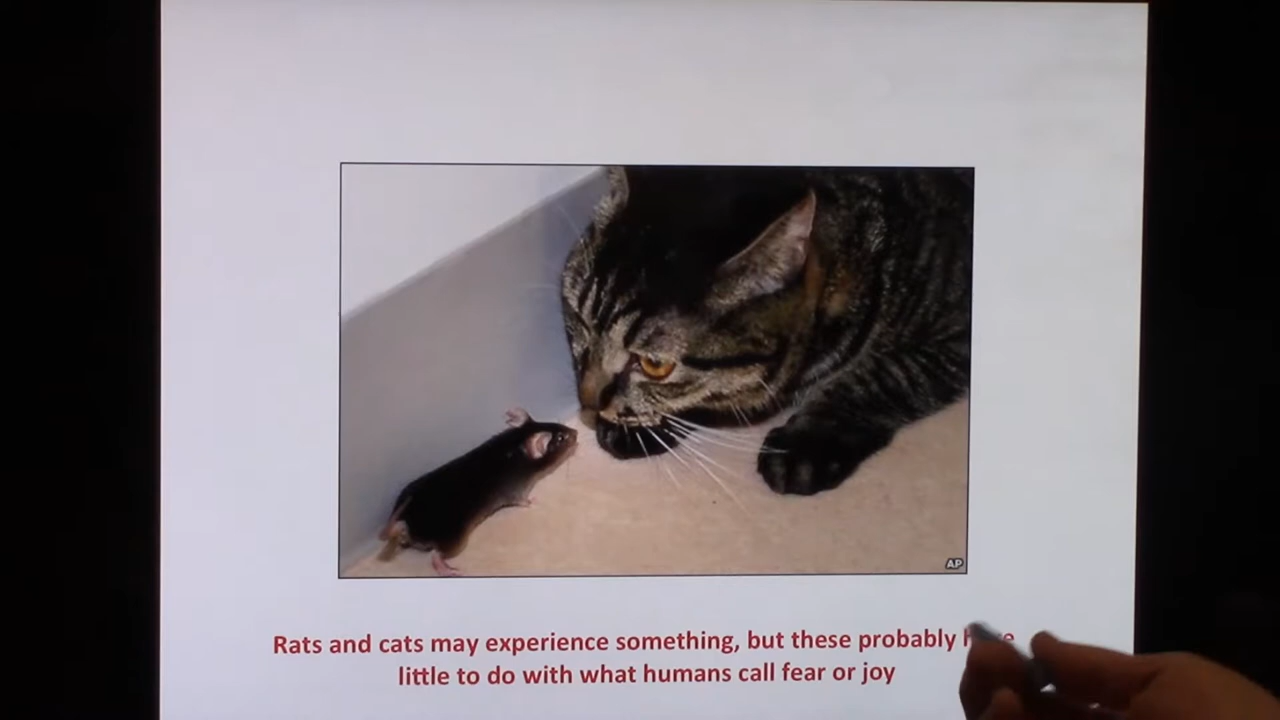 AP
Rats and cats may experience something, but these probably
little to do with what humans call fear or joy